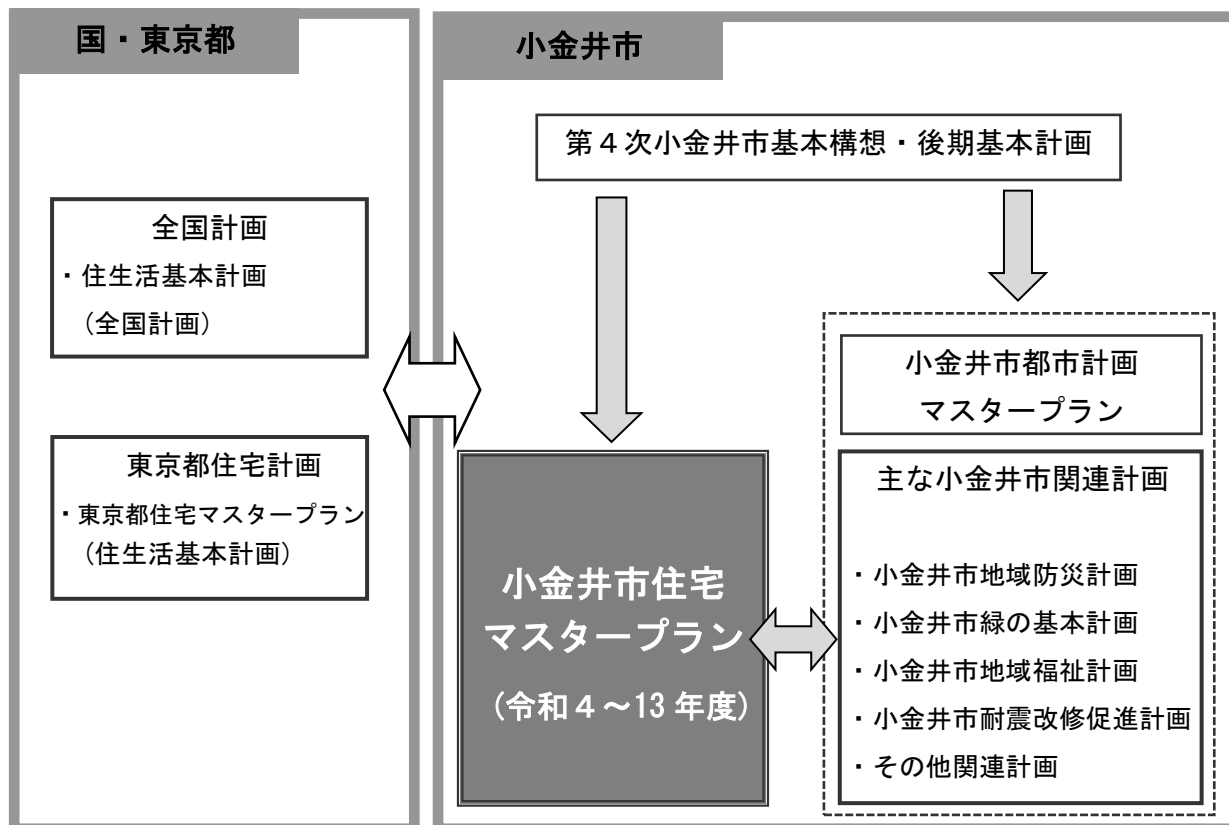 国・東京都
全国計画
・住生活基本計画
(全国計画)
東京都住宅計画
・東京都住宅マスタープラン
(住生活基本計画)
小金井市
第４次小金井市基本構想・後期基本計画
小金井市住宅
マスタープラン
(令和４～13年度)
小金井市都市計画
マスタープラン
主な小金井市関連計画
・小金井市地域防災計画
・小金井市緑の基本計画
・小金井市地域福祉計画
・小金井市耐震改修促進計画
・その他関連計画